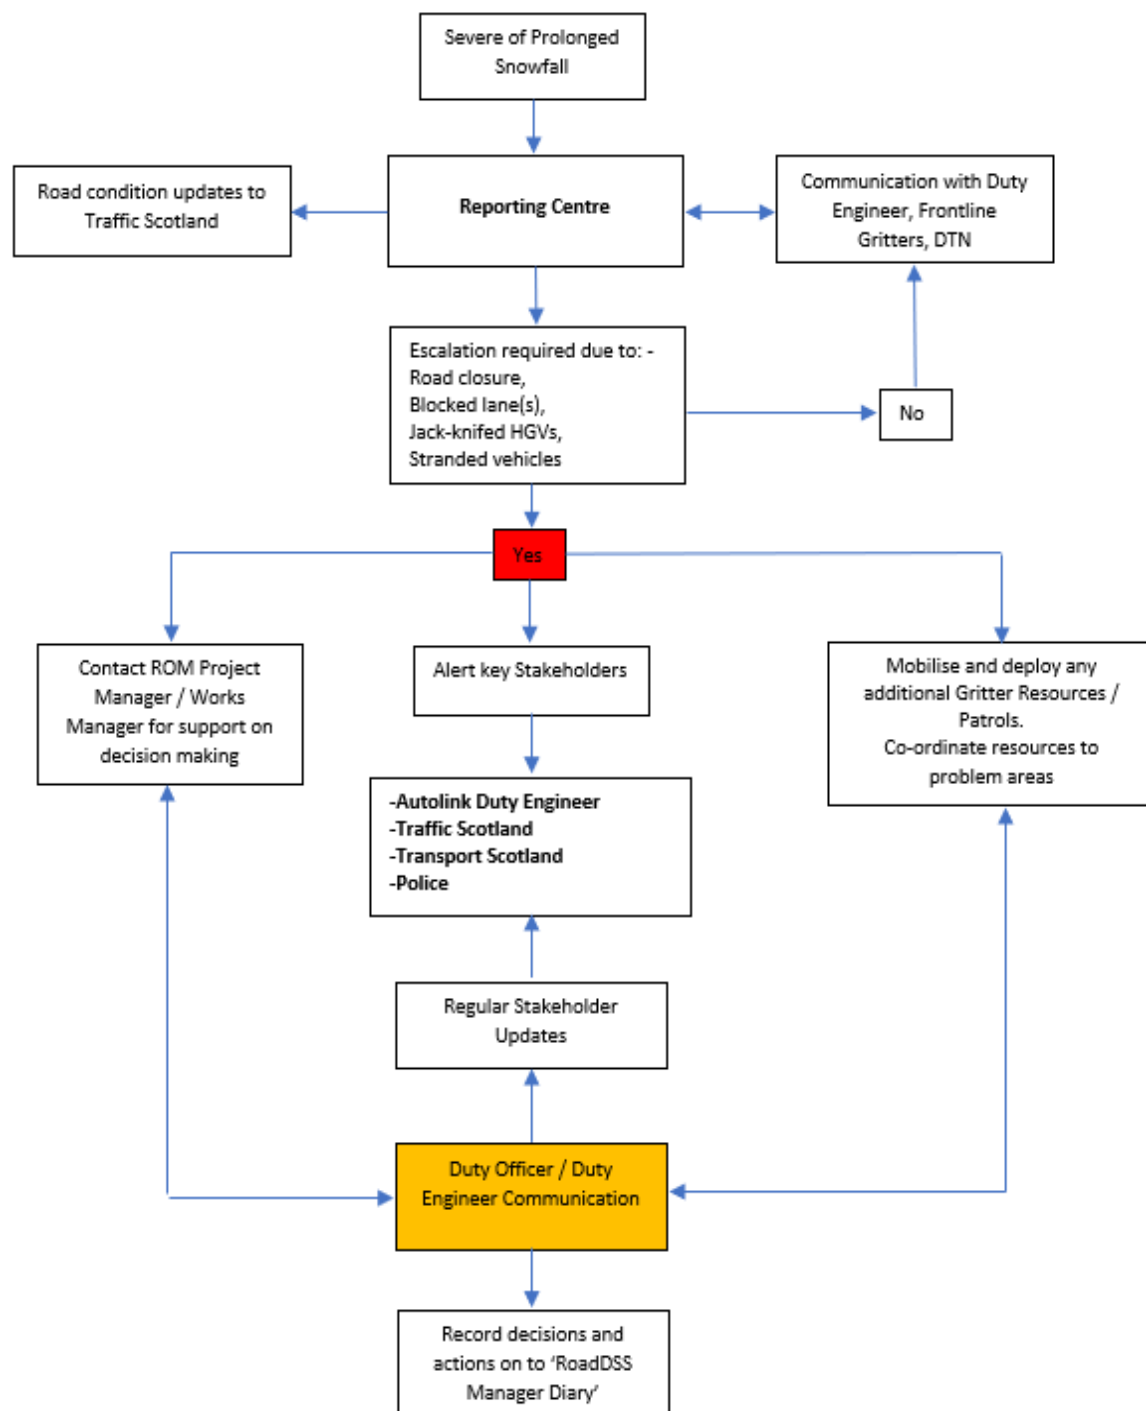 Severe of Prolonged
Snowfall
Road condition updates to
Traffic Scotland
Reporting Centre
Communication with Duty
Engineer, Frontline
Gritters, DTN
Escalation required due to: -
Road closure,
Blocked lane(s),
Jack-knifed HGVs,
Stranded vehicles
No
Yes
Contact ROM Project
Manager / Works
Manager for support on
decision making
Alert key Stakeholders
Mobilise and deploy any
additional Gritter Resources /
Patrols.
Co-ordinate resources to
problem areas
-Autolink Duty Engineer
-Traffic Scotland
-Transport Scotland
-Police
Regular Stakeholder
Updates
Duty Officer / Duty
Engineer Communication
Record decisions and
actions on to ‘RoadDSS
Manager Diary’